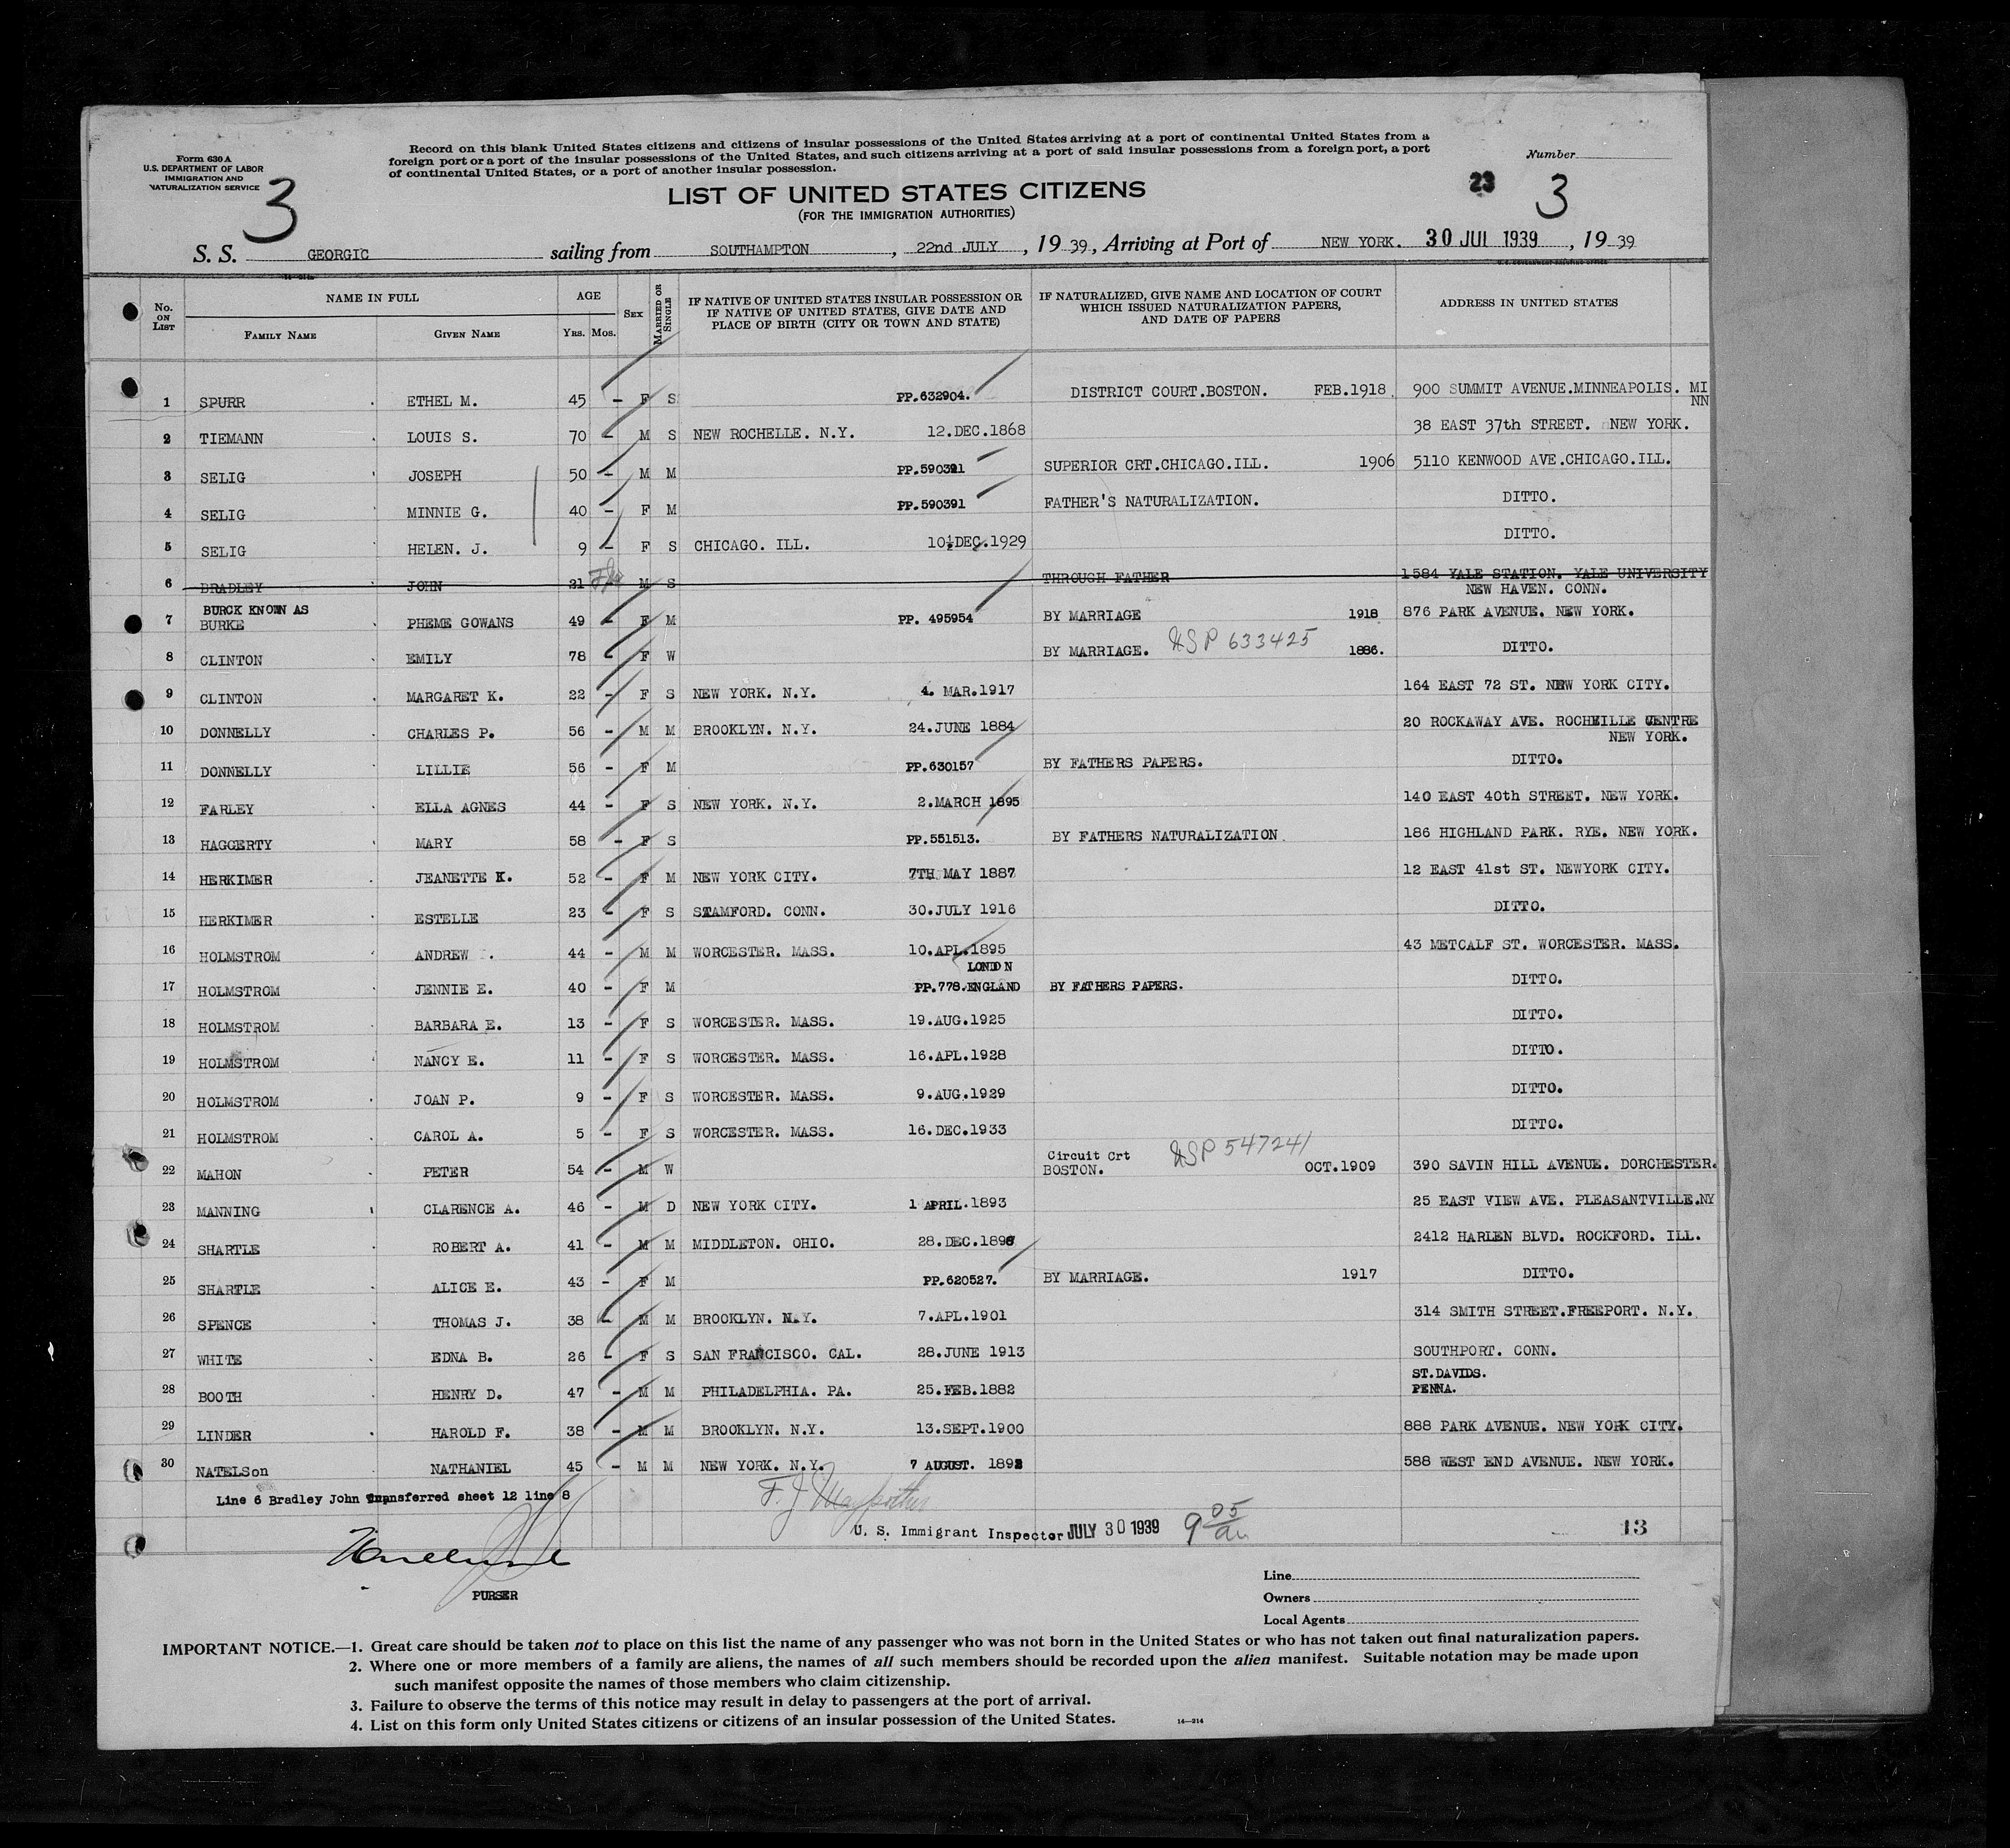 Form 630 A
U.S. DEPARTMENT OF LABOR
IMMIGRATION AND
NATURALIZATION SERVICE
3
Record on this blank United States citizens and citizens of insular possessions of the United States arriving at a port of continental United States from a
foreign port or a port of the insular possessions of the United States, and such citizens arriving at a port of said insular possessions from a foreign port, a port
of continental United States, or a port of another insular possession.
Number
23 3
LIST OF UNITED STATES CITIZENS
(FOR THE IMMIGRATION AUTHORITIES)
S. S. GEORGIC sailing from SOUTHAMPTON, 22nd JULY, 19 39, Arriving at Port of NEW YORK. 30 JUL 1939, 19 39
No. ON LIST NAME IN FULL AGE SEX MARRIED OR SINGLE IF NATIVE OF UNITED STATES INSULAR POSSESSION OR IF NATIVE OF UNITED STATES, GIVE DATE AND PLACE OF BIRTH (CITY OR TOWN AND STATE) IF NATURALIZED, GIVE NAME AND LOCATION OF COURT WHICH ISSUED NATURALIZATION PAPERS, AND DATE OF PAPERS ADDRESS IN UNITED STATES
FAMILY NAME GIVEN NAME YRS. MOS.
1 SPURR ETHEL M. 45 - F S PP.632904. DISTRICT COURT.BOSTON. FEB.1918. 900 SUMMIT AVENUE.MINNEAPOLIS. MI
NN
2 TIEMANN LOUIS S. 70 - M S NEW ROCHELLE. N.Y. 12.DEC.1868 38 EAST 37th STREET. NEW YORK.
3 SELIG JOSEPH 50 - M M PP.590391 SUPERIOR CRT.CHICAGO.ILL. 1906 5110 KENWOOD AVE.CHICAGO.ILL.
4 SELIG MINNIE G. 40 - F M PP.590391 FATHER'S NATURALIZATION. DITTO.
5 SELIG HELEN. J. 9 - F S CHICAGO. ILL. 10.DEC.1929 DITTO.
6 BRADLEY JOHN 21 M S THROUGH FATHER 1584 YALE STATION. YALE UNIVERSITY
NEW HAVEN. CONN.
BURCK KNOWN AS
7 BURKE PHEME GOWANS 49 - F M PP. 495954 BY MARRIAGE 1918 876 PARK AVENUE. NEW YORK.
8 CLINTON EMILY 78 - F W BY MARRIAGE. USP 633425 1886. DITTO.
9 CLINTON MARGARET K. 22 - F S NEW YORK. N.Y. 4. MAR.1917 164 EAST 72 ST. NEW YORK CITY.
10 DONNELLY CHARLES P. 56 - M M BROOKLYN. N.Y. 24.JUNE 1884 20 ROCKAWAY AVE. ROCHEILLE CENTRE
NEW YORK.
11 DONNELLY LILLIE 56 - F M PP.630157 BY FATHERS PAPERS. DITTO.
12 FARLEY ELLA AGNES 44 - F S NEW YORK. N.Y. 2.MARCH 1895 140 EAST 40th STREET. NEW YORK.
13 HAGGERTY MARY 58 - F S PP.551513. BY FATHERS NATURALIZATION. 186 HIGHLAND PARK. RYE. NEW YORK.
14 HERKIMER JEANETTE K. 52 - F M NEW YORK CITY. 7TH MAY 1887 12 EAST 41st ST. NEWYORK CITY.
15 HERKIMER ESTELLE 23 - F S STAMFORD. CONN. 30.JULY 1916 DITTO.
16 HOLMSTROM ANDREW . 44 - M M WORCESTER. MASS. 10.APL.1895 43 METCALF ST. WORCESTER. MASS.
LONDON
17 HOLMSTROM JENNIE E. 40 - F M PP.778.ENGLAND BY FATHERS PAPERS. DITTO.
18 HOLMSTROM BARBARA E. 13 - F S WORCESTER. MASS. 19.AUG.1925 DITTO.
19 HOLMSTROM NANCY E. 11 - F S WORCESTER. MASS. 16.APL.1928 DITTO.
20 HOLMSTROM JOAN P. 9 - F S WORCESTER. MASS. 9.AUG.1929 DITTO.
21 HOLMSTROM CAROL A. 5 - F S WORCESTER. MASS. 16.DEC.1933 DITTO.
Circuit Crt USP 547241
22 MAHON PETER 54 - M W BOSTON. OCT.1909 390 SAVIN HILL AVENUE. DORCHESTER.
23 MANNING CLARENCE A. 46 - M D NEW YORK CITY. 1 APRIL.1893 25 EAST VIEW AVE. PLEASANTVILLE.NY
24 SHARTLE ROBERT A. 41 - M M MIDDLETON. OHIO. 28.DEC.1898 2412 HARLEN BLVD. ROCKFORD. ILL.
25 SHARTLE ALICE E. 43 - F M PP.620527. BY MARRIAGE. 1917 DITTO.
26 SPENCE THOMAS J. 38 - M M BROOKLYN. N.Y. 7.APL.1901 314 SMITH STREET.FREEPORT. N.Y.
27 WHITE EDNA B. 26 - F S SAN FRANCISCO. CAL. 28.JUNE 1913 SOUTHPORT. CONN.
28 BOOTH HENRY D. 47 - M M PHILADELPHIA. PA. 25.FEB.1882 ST.DAVIDS.
PENNA.
29 LINDER HAROLD F. 38 - M M BROOKLYN. N.Y. 13.SEPT.1900 888 PARK AVENUE. NEW YORK CITY.
30 NATELSon NATHANIEL 45 - M M NEW YORK. N.Y. 7 AUGUST. 1893 588 WEST END AVENUE. NEW YORK.
Line 6 Bradley John transferred sheet 12 line 8
U. S. Immigrant Inspector JULY 30 1939 9 05 am
13
PURSER
Line
Owners
Local Agents
IMPORTANT NOTICE.—1. Great care should be taken not to place on this list the name of any passenger who was not born in the United States or who has not taken out final naturalization papers.
2. Where one or more members of a family are aliens, the names of all such members should be recorded upon the alien manifest. Suitable notation may be made upon
such manifest opposite the names of those members who claim citizenship.
3. Failure to observe the terms of this notice may result in delay to passengers at the port of arrival.
4. List on this form only United States citizens or citizens of an insular possession of the United States.
14—314